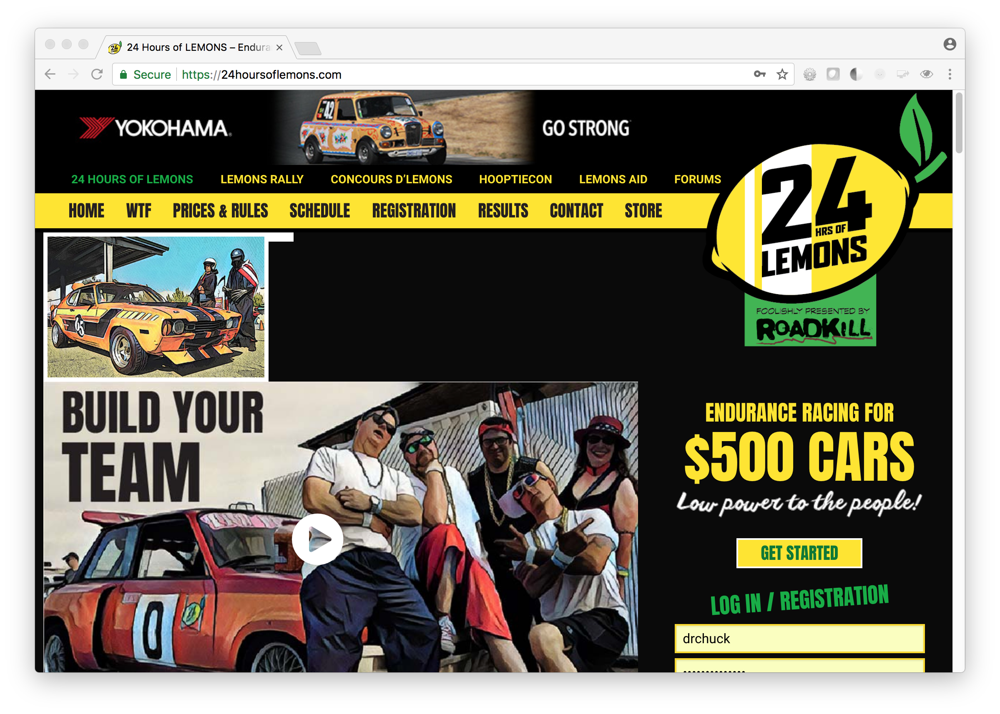 24 Hours of LEMONS – Endura
Secure https://24hoursoflemons.com
YOKOHAMA
42
GO STRONG
24 HOURS OF LEMONS LEMONS RALLY CONCOURS D’LEMONS HOOPTIECON LEMONS AID FORUMS
HOME WTF PRICES & RULES SCHEDULE REGISTRATION RESULTS CONTACT STORE
24
HRS OF
LEMONS
FOOLISHLY PRESENTED BY
ROADKILL
65
BUILD YOUR
TEAM
0
ENDURANCE RACING FOR
$500 CARS
Low power to the people!
GET STARTED
LOG IN / REGISTRATION
drchuck